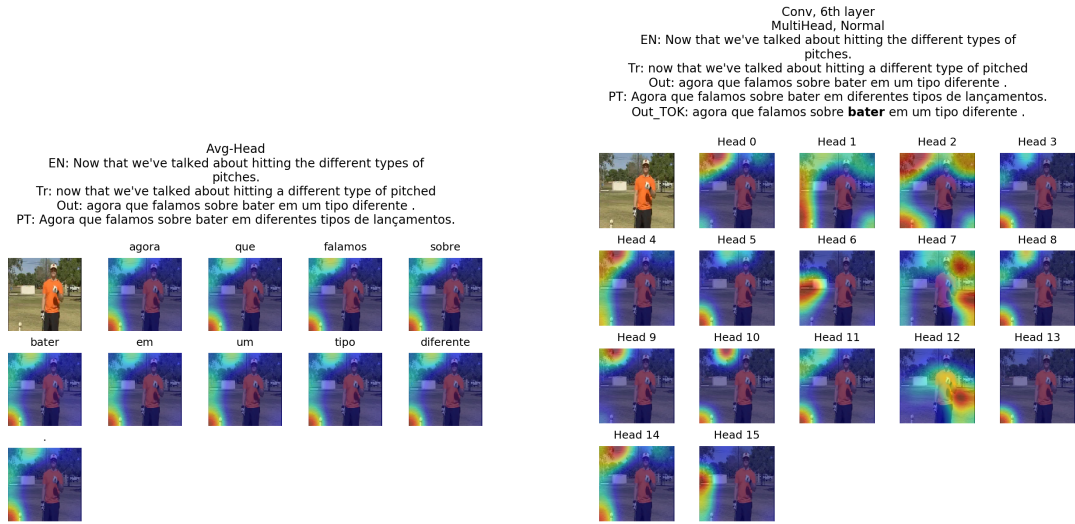 Avg-Head
EN: Now that we've talked about hitting the different types of
pitches.
Tr: now that we've talked about hitting a different type of pitched
Out: agora que falamos sobre bater em um tipo diferente .
PT: Agora que falamos sobre bater em diferentes tipos de lançamentos.
agora que falamos sobre
bater em um tipo diferente
.
Conv, 6th layer
MultiHead, Normal
EN: Now that we've talked about hitting the different types of
pitches.
Tr: now that we've talked about hitting a different type of pitched
Out: agora que falamos sobre bater em um tipo diferente .
PT: Agora que falamos sobre bater em diferentes tipos de lançamentos.
Out_TOK: agora que falamos sobre bater em um tipo diferente .
Head 0 Head 1 Head 2 Head 3
Head 4 Head 5 Head 6 Head 7 Head 8
Head 9 Head 10 Head 11 Head 12 Head 13
Head 14 Head 15